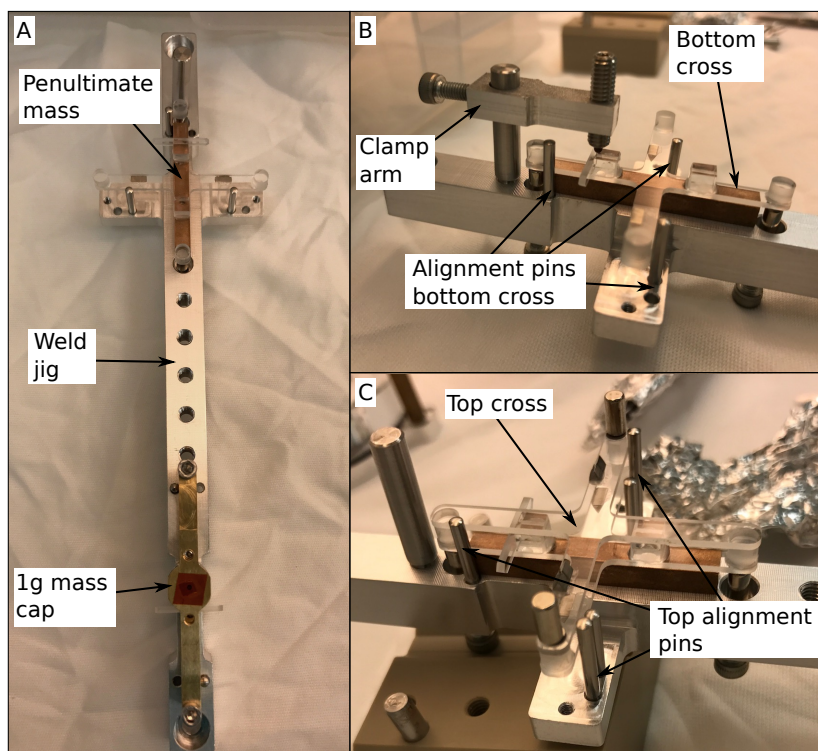 A
Penultimate
mass
Weld
jig
1g mass
cap
B
Bottom
cross
Clamp
arm
Alignment pins
bottom cross
C
Top cross
Top alignment
pins